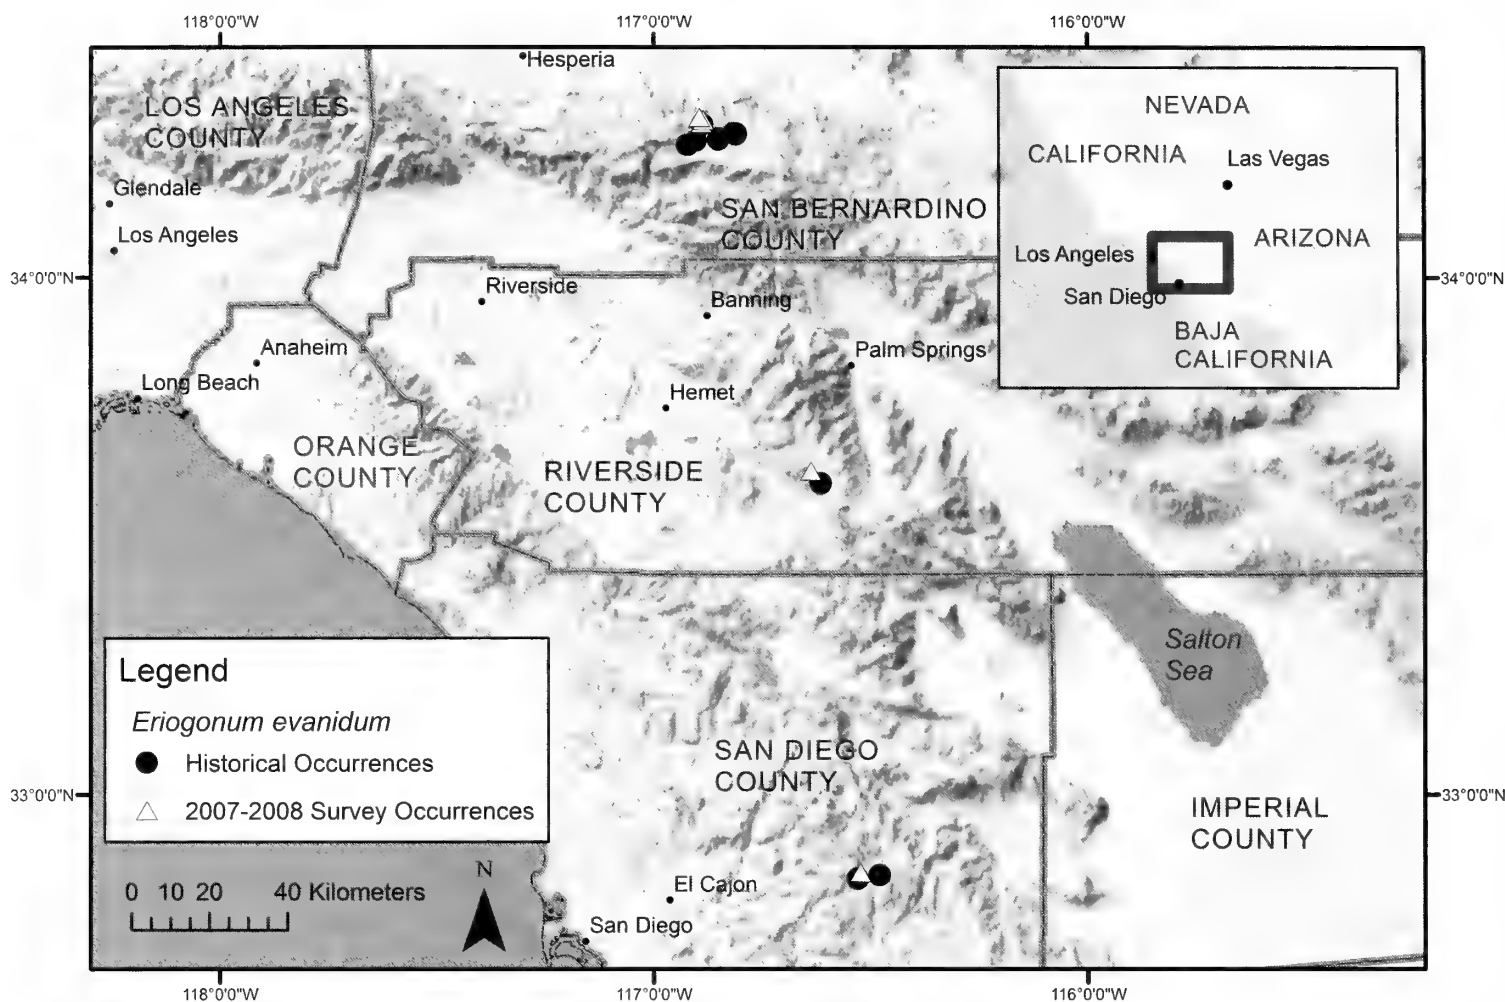 118°0'0"W
117°0'0"W
116°0'0"W
Hesperia
LOS ANGELES
COUNTY
NEVADA
CALIFORNIA
Las Vegas
Glendale
Los Angeles
SAN BERNARDINO
COUNTY
ARIZONA
Los Angeles
34°0'0"N
34°0'0"N
Riverside
Banning
San Diego
BAJA
CALIFORNIA
Anaheim
Palm Springs
Long Beach
Hemet
ORANGE
COUNTY
RIVERSIDE
COUNTY
Salton
Sea
Legend
Eriogonum evanidum
Historical Occurrences
2007-2008 Survey Occurrences
SAN DIEGO
COUNTY
33°0'0"N
33°0'0"N
IMPERIAL
COUNTY
N
0 10 20 40 Kilometers
El Cajon
San Diego
118°0'0"W
117°0'0"W
116°0'0"W